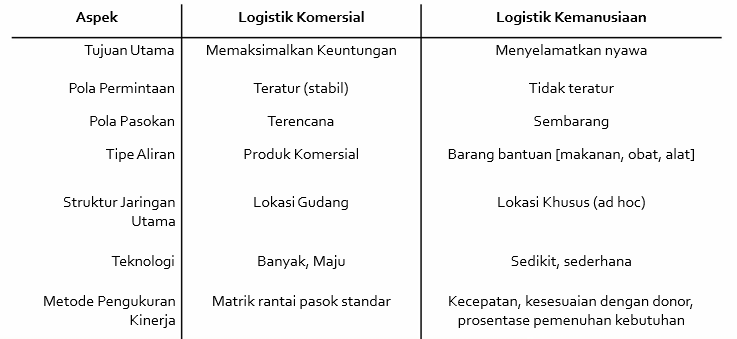 Aspek Logistik Komersial Logistik Kemanusiaan
Tujuan Utama Memaksimalkan Keuntungan Menyelamatkan nyawa
Pola Permintaan Teratur (stabil) Tidak teratur
Pola Pasokan Terencana Sembarang
Tipe Aliran Produk Komersial Barang bantuan [makanan, obat, alat]
Struktur Jaringan Lokasi Gudang Lokasi Khusus (ad hoc)
Utama
Teknologi Banyak, Maju Sedikit, sederhana
Metode Pengukuran Matrik rantai pasok standar Kecepatan, kesesuaian dengan donor,
Kinerja prosentase pemenuhan kebutuhan